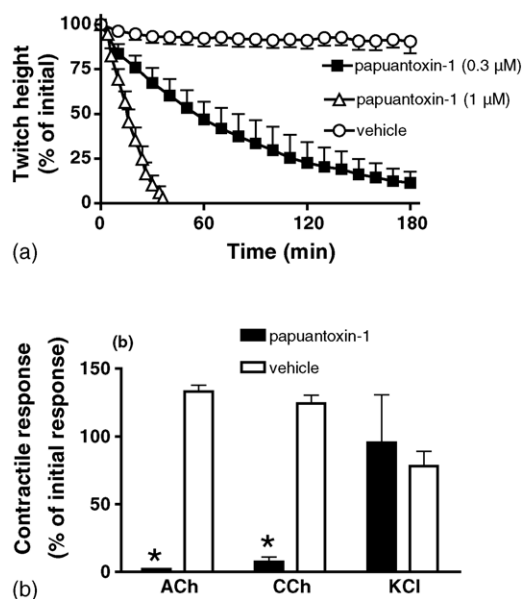 Twitch height
(% of initial)
100
75
50
25
0
papuantoxin-1 (0.3 µM)
papuantoxin-1 (1 µM)
vehicle
0 60 120 180
Time (min)
(a)
(b)
papuantoxin-1
vehicle
Contractile response
(% of initial response)
150
100
50
0
* *
ACh CCh KCl
(b)